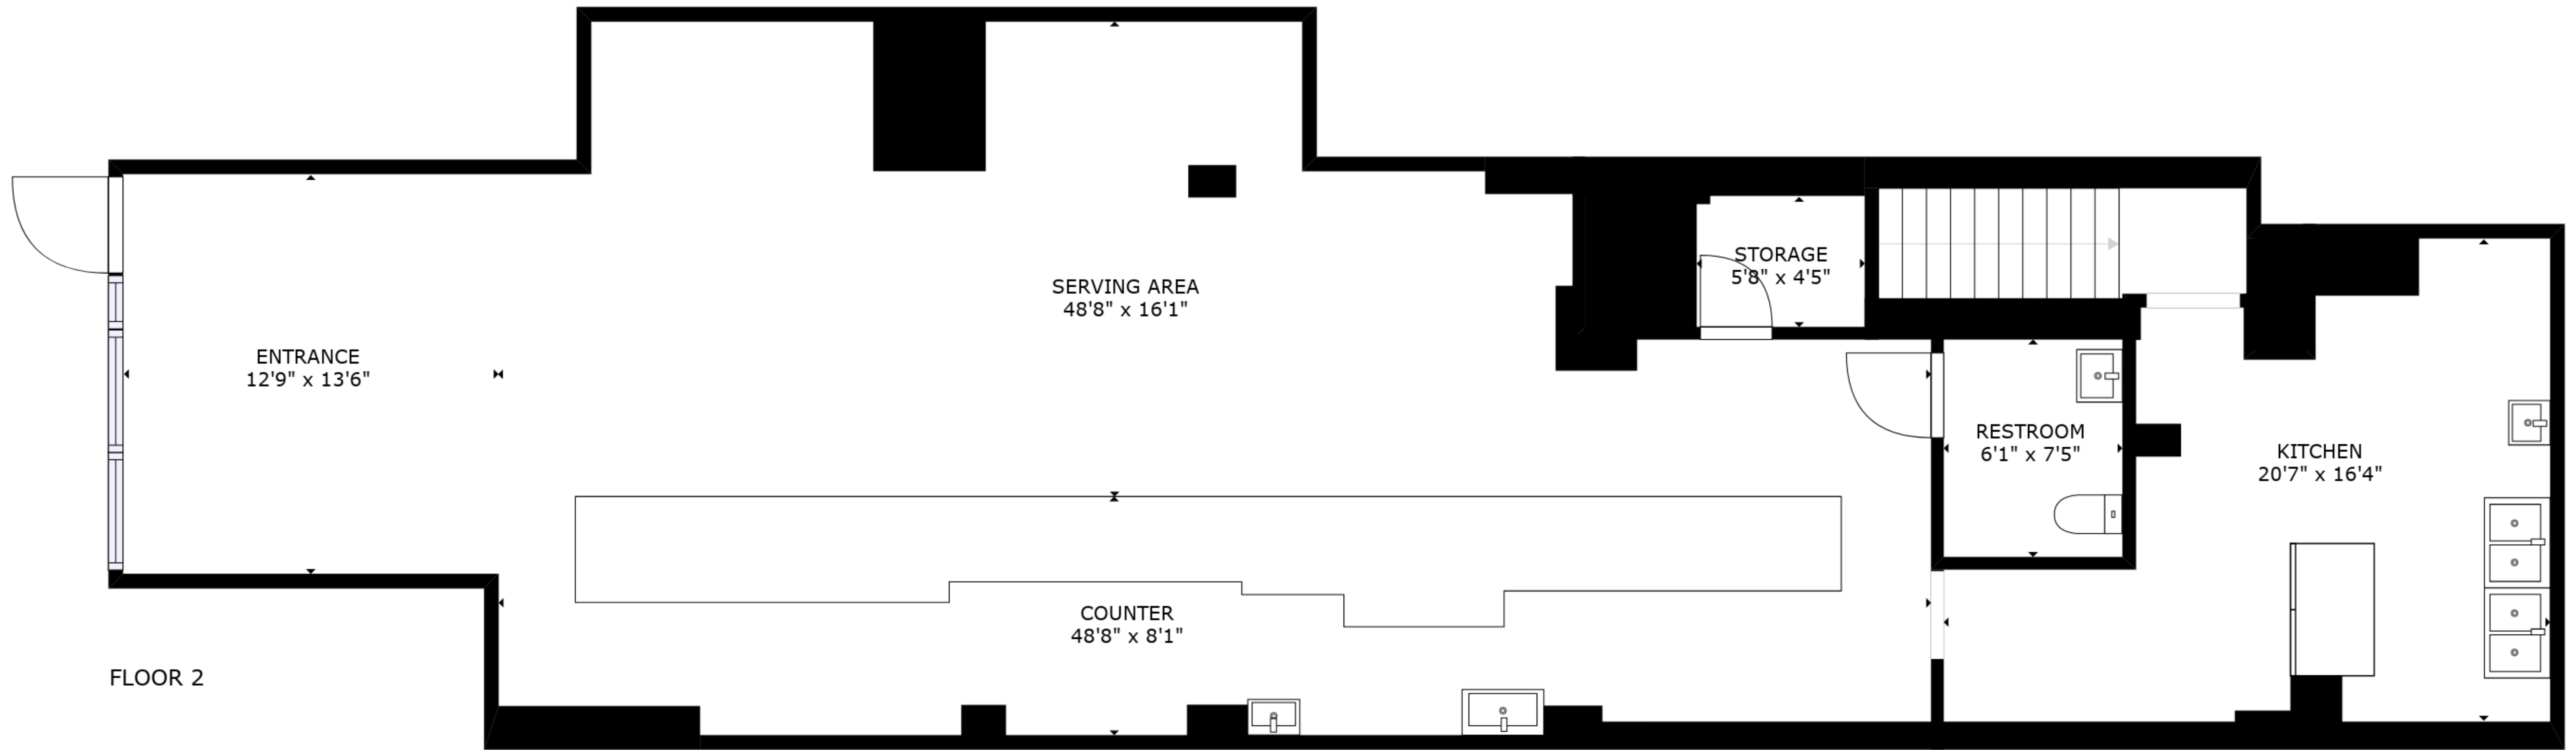 SERVING AREA
48'8" x 16'1"
STORAGE
5'8" x 4'5"
ENTRANCE
12'9" x 13'6"
RESTROOM
6'1" x 7'5"
KITCHEN
20'7" x 16'4"
COUNTER
48'8" x 8'1"
FLOOR 2